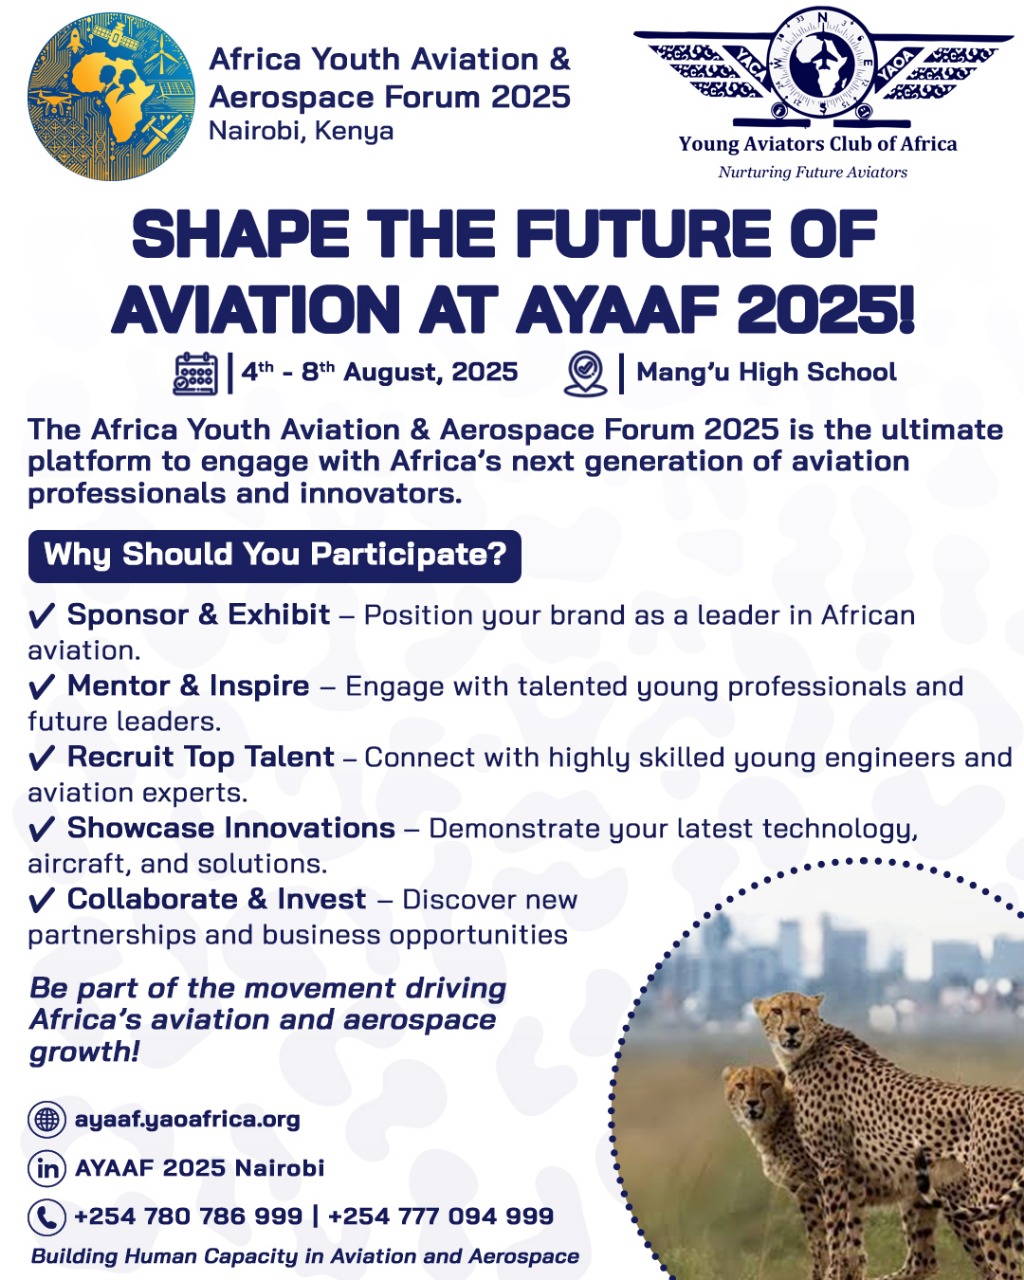 Africa Youth Aviation &
Aerospace Forum 2025
Nairobi, Kenya
YACA
YAOA
N
E
S
W
Young Aviators Club of Africa
Nurturing Future Aviators
SHAPE THE FUTURE OF
AVIATION AT AYAAF 2025!
4th - 8th August, 2025
Mang'u High School
The Africa Youth Aviation & Aerospace Forum 2025 is the ultimate
platform to engage with Africa's next generation of aviation
professionals and innovators.
Why Should You Participate?
✔ Sponsor & Exhibit – Position your brand as a leader in African
aviation.
✔ Mentor & Inspire – Engage with talented young professionals and
future leaders.
✔ Recruit Top Talent – Connect with highly skilled young engineers and
aviation experts.
✔ Showcase Innovations – Demonstrate your latest technology,
aircraft, and solutions.
✔ Collaborate & Invest – Discover new
partnerships and business opportunities
Be part of the movement driving
Africa's aviation and aerospace
growth!
ayaaf.yaoafrica.org
in AYAAF 2025 Nairobi
+254 780 786 999 | +254 777 094 999
Building Human Capacity in Aviation and Aerospace